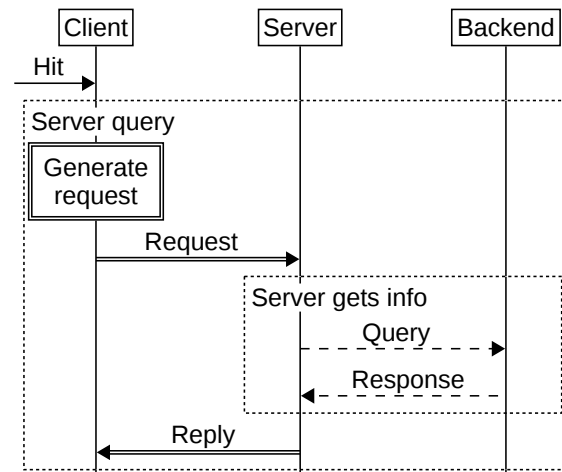 Client
Server
Backend
Hit
Server query
Generate
request
Request
Server gets info
Query
Response
Reply